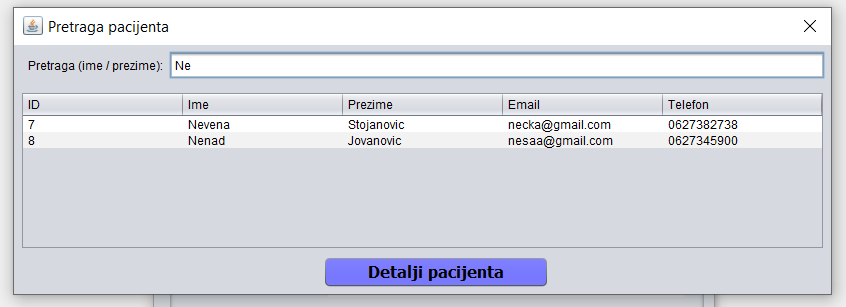 Pretraga pacijenta
Pretraga (ime / prezime): Ne
ID Ime Prezime Email Telefon
7 Nevena Stojanovic necka@gmail.com 0627382738
8 Nenad Jovanovic nesaa@gmail.com 0627345900
Detalji pacijenta